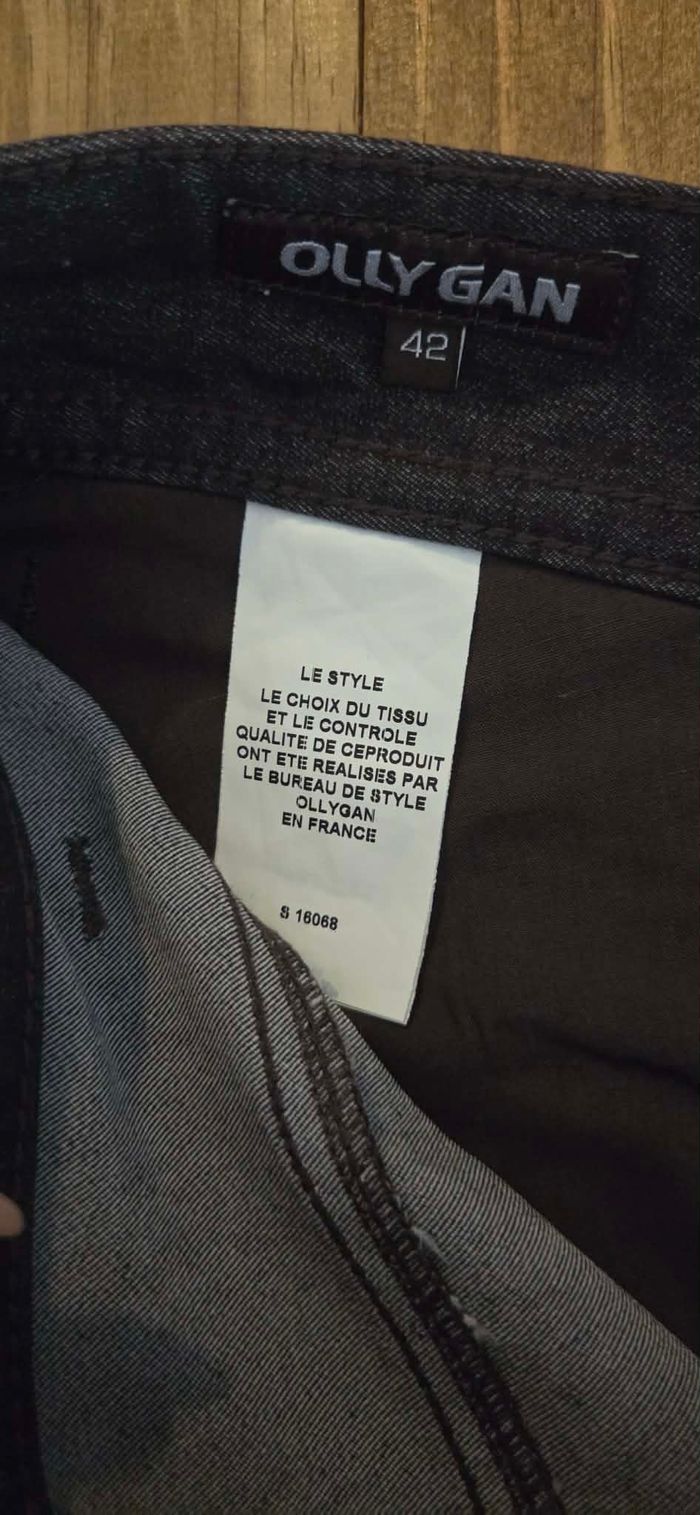 OLLY GAN
42
LE STYLE
LE CHOIX DU TISSU
ET LE CONTROLE
QUALITE DE CEPRODUIT
ONT ETE REALISES PAR
LE BUREAU DE STYLE
OLLYGAN
EN FRANCE
S 16068